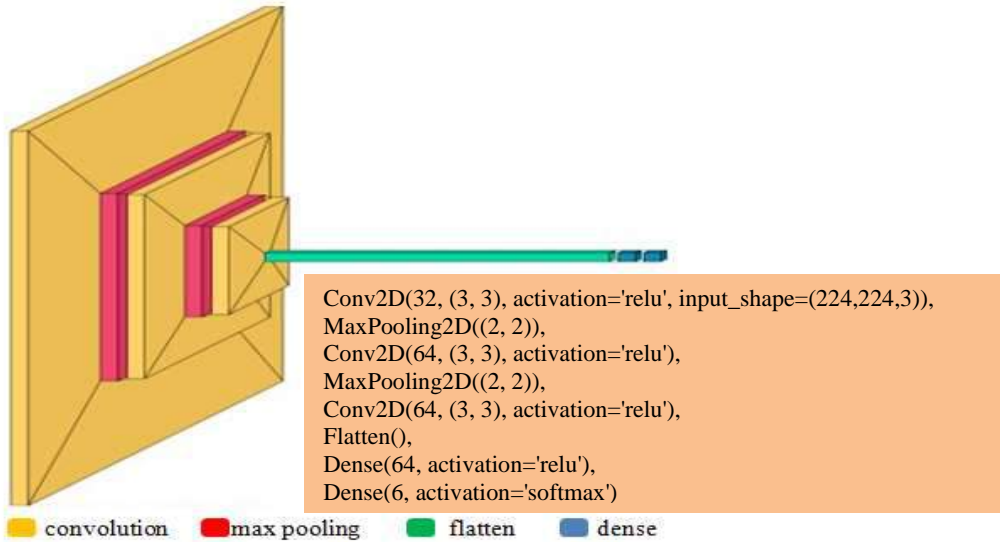 Conv2D(32, (3, 3), activation='relu', input_shape=(224,224,3)),
MaxPooling2D((2, 2)),
Conv2D(64, (3, 3), activation='relu'),
MaxPooling2D((2, 2)),
Conv2D(64, (3, 3), activation='relu'),
Flatten(),
Dense(64, activation='relu'),
Dense(6, activation='softmax')
convolution max pooling flatten dense